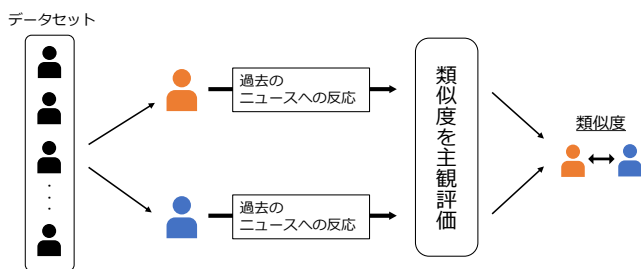 データセット
過去の
ニュースへの反応
過去の
ニュースへの反応
類似度を主観評価
類似度